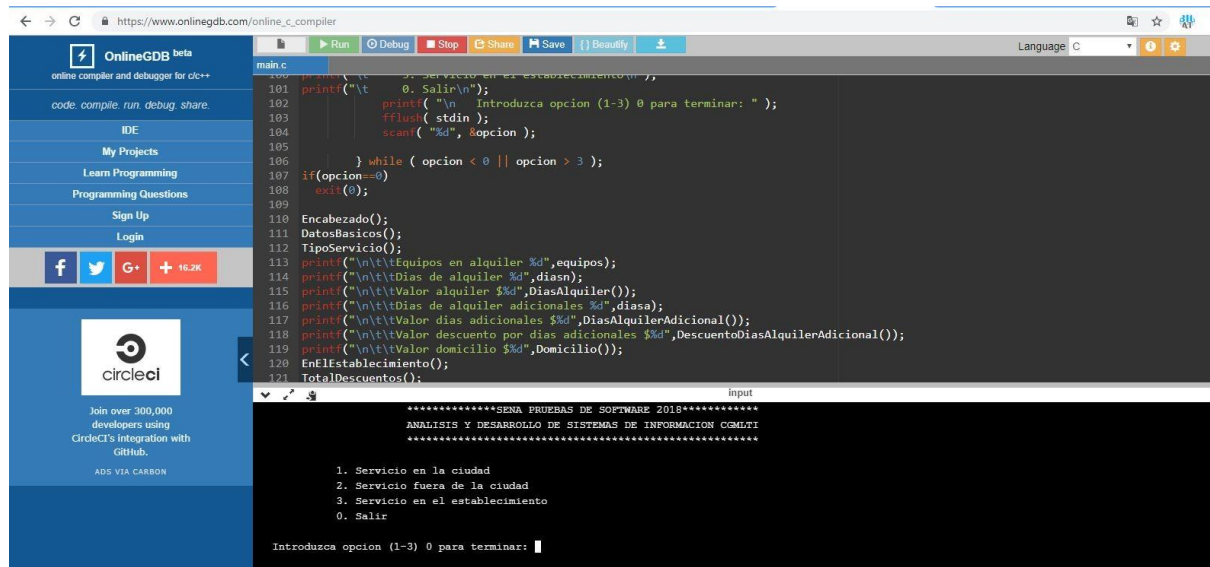 https://www.onlinegdb.com/online_c_compiler
OnlineGDB beta
online compiler and debugger for c/c++
code. compile. run. debug. share.
IDE
My Projects
Learn Programming
Programming Questions
Sign Up
Login
f
G+
+ 16.2K
circleci
Join over 300,000
developers using
CircleCI's integration with
GitHub.
ADS VIA CARBON
Run Debug Stop Share Save {} Beautify
Language C
main.c
100 printf( "\t 3. Servicio en el establecimiento\n" );
101 printf("\t 0. Salir\n");
102 printf( "\n Introduzca opcion (1-3) 0 para terminar: " );
103 fflush( stdin );
104 scanf( "%d", &opcion );
105
106 } while ( opcion < 0 || opcion > 3 );
107 if(opcion==0)
108 exit(0);
109
110 Encabezado();
111 DatosBasicos();
112 TipoServicio();
113 printf("\n\t\tEquipos en alquiler %d",equipos);
114 printf("\n\t\tDias de alquiler %d",diasn);
115 printf("\n\t\tValor alquiler $%d",DiasAlquiler());
116 printf("\n\t\tDias de alquiler adicionales %d",diasa);
117 printf("\n\t\tValor dias adicionales $%d",DiasAlquilerAdicional());
118 printf("\n\t\tValor descuento por dias adicionales $%d",DescuentoDiasAlquilerAdicional());
119 printf("\n\t\tValor domicilio $%d",Domicilio());
120 EnElEstablecimiento();
121 TotalDescuentos();
input
**************SENA PRUEBAS DE SOFTWARE 2018************
ANALISIS Y DESARROLLO DE SISTEMAS DE INFORMACION CGMLTI
*******************************************************
1. Servicio en la ciudad
2. Servicio fuera de la ciudad
3. Servicio en el establecimiento
0. Salir
Introduzca opcion (1-3) 0 para terminar: